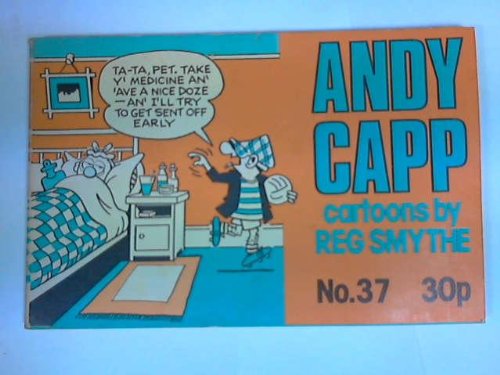 TA-TA, PET. TAKE
Y' MEDICINE AN'
'AVE A NICE DOZE
—AN' I'LL TRY
TO GET SENT OFF
EARLY
ANDY
CAPP
cartoons by
REG SMYTHE
No.37 30p